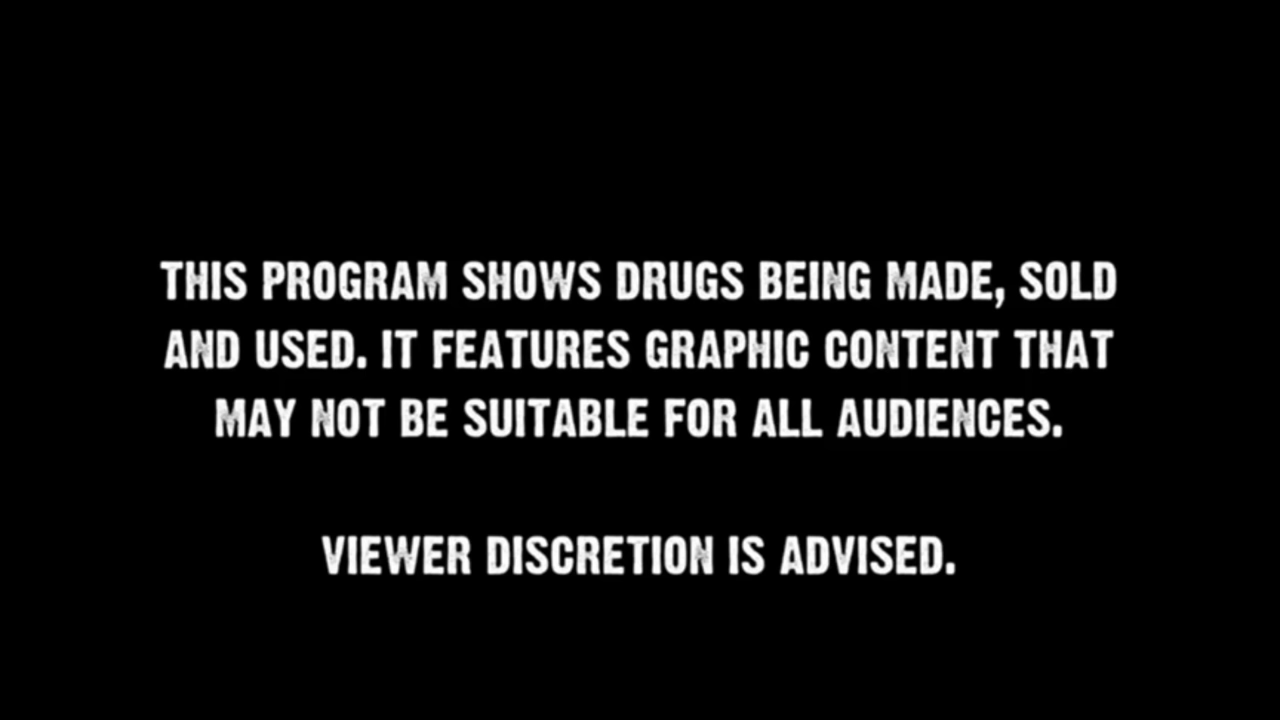 THIS PROGRAM SHOWS DRUGS BEING MADE, SOLD
AND USED. IT FEATURES GRAPHIC CONTENT THAT
MAY NOT BE SUITABLE FOR ALL AUDIENCES.
VIEWER DISCRETION IS ADVISED.